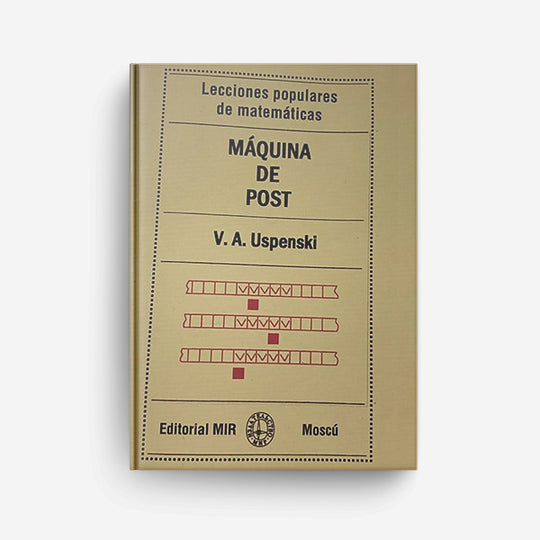 Lecciones populares
de matemáticas
MÁQUINA
DE
POST
V. A. Uspenski
Editorial MIR
Moscú